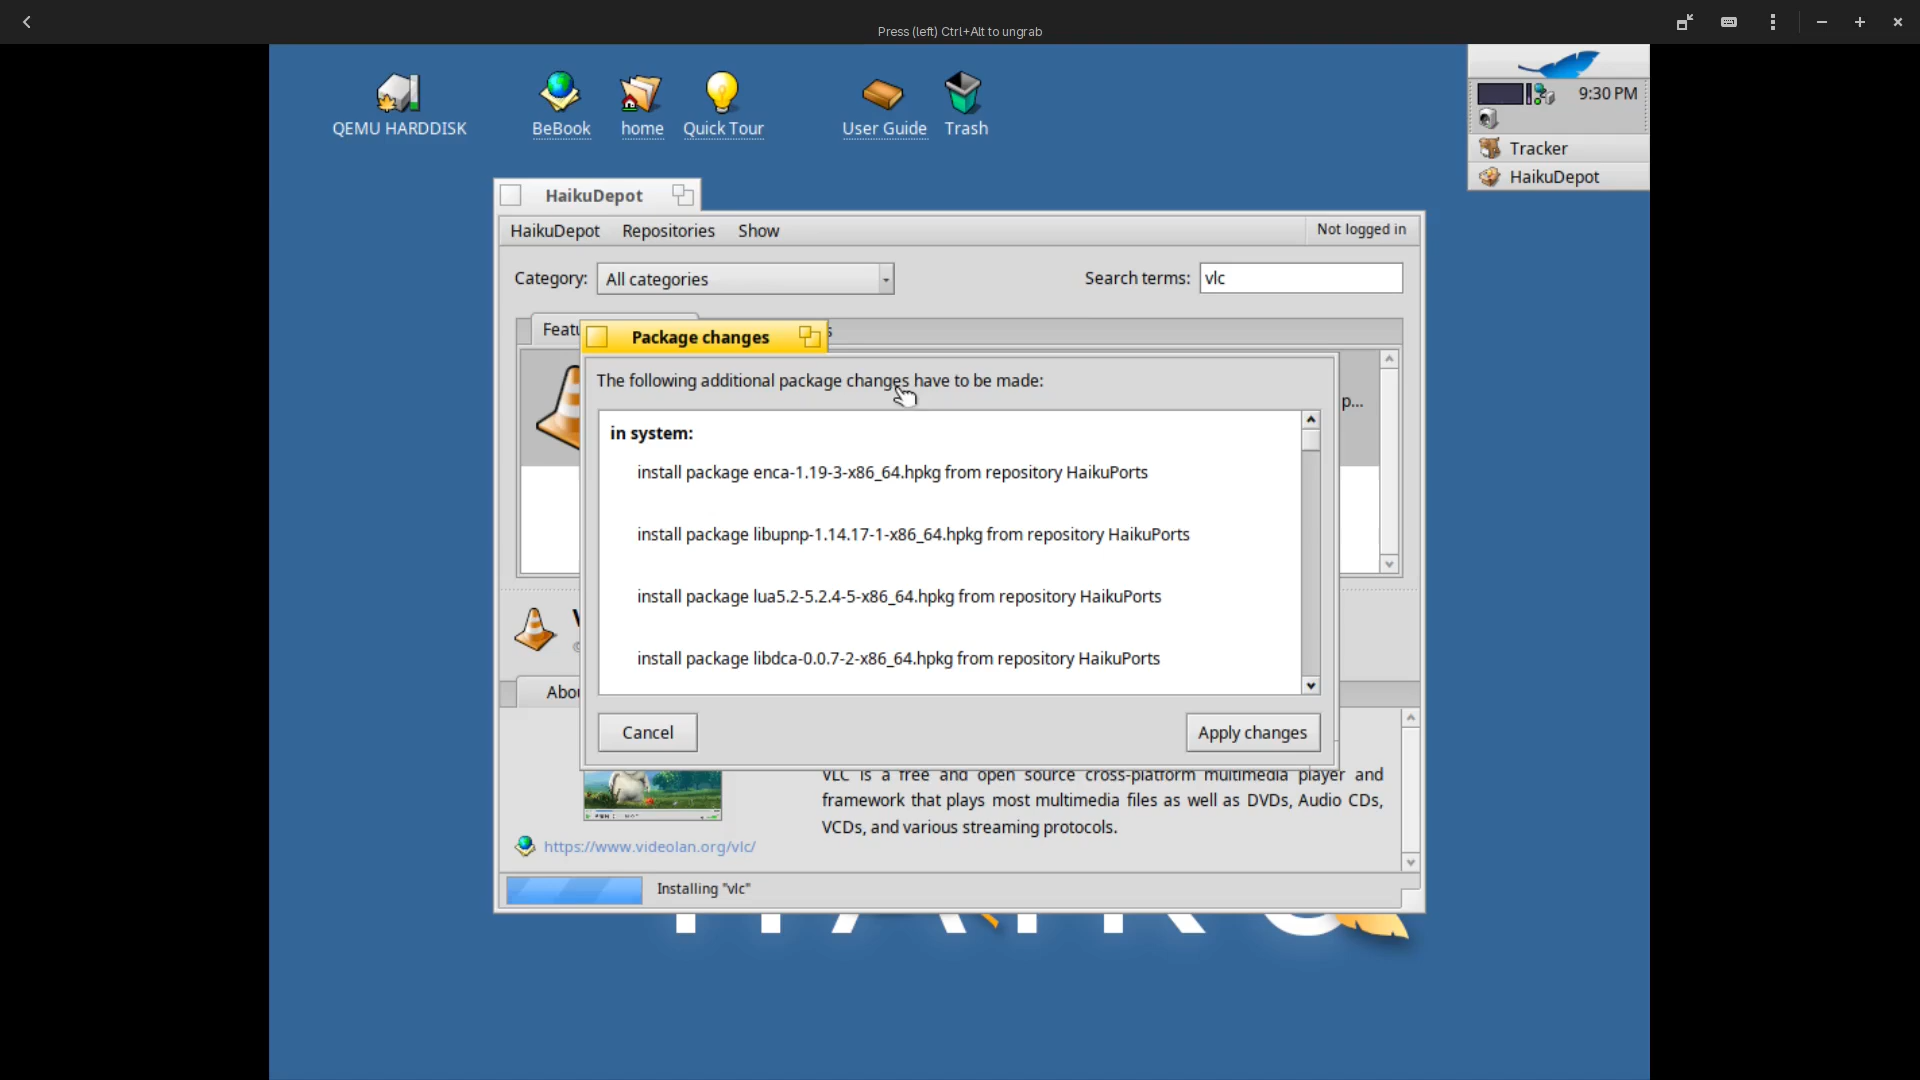 Press (left) Ctrl+Alt to ungrab
QEMU HARDDISK
BeBook
home
Quick Tour
User Guide
Trash
9:30 PM
Tracker
HaikuDepot
HaikuDepot
HaikuDepot Repositories Show
Not logged in
Category: All categories
Search terms: vlc
Package changes
The following additional package changes have to be made:
p...
in system:
install package enca-1.19-3-x86_64.hpkg from repository HaikuPorts
install package libupnp-1.14.17-1-x86_64.hpkg from repository HaikuPorts
install package lua5.2-5.2.4-5-x86_64.hpkg from repository HaikuPorts
install package libdca-0.0.7-2-x86_64.hpkg from repository HaikuPorts
Cancel
Apply changes
VLC is a free and open source cross-platform multimedia player and
framework that plays most multimedia files as well as DVDs, Audio CDs,
VCDs, and various streaming protocols.
https://www.videolan.org/vlc/
Installing "vlc"